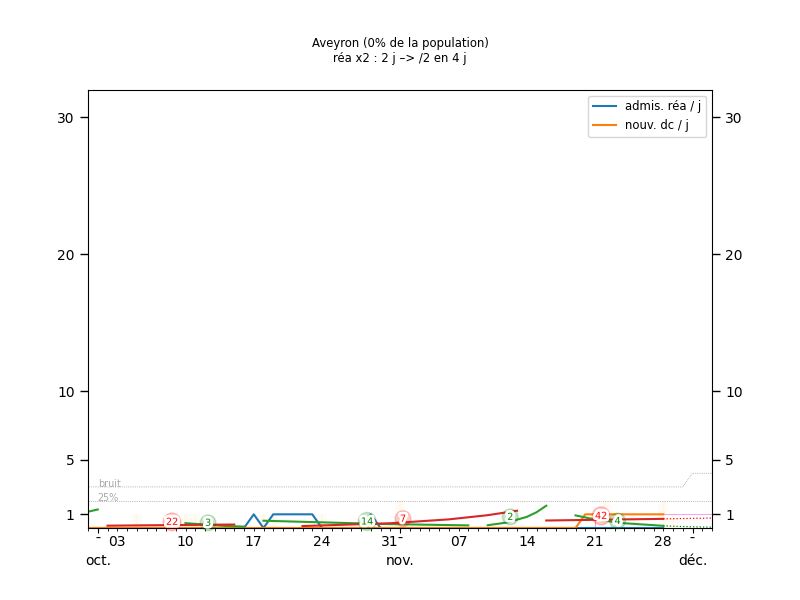 Aveyron (0% de la population)
réa x2 : 2 j –> /2 en 4 j
admis. réa / j
nouv. dc / j
30 30
20 20
10 10
5 5
bruit
25%
1 22 3 14 7 2 42 4 1
- 03 10 17 24 31 - 07 14 21 28 -
oct. nov. déc.